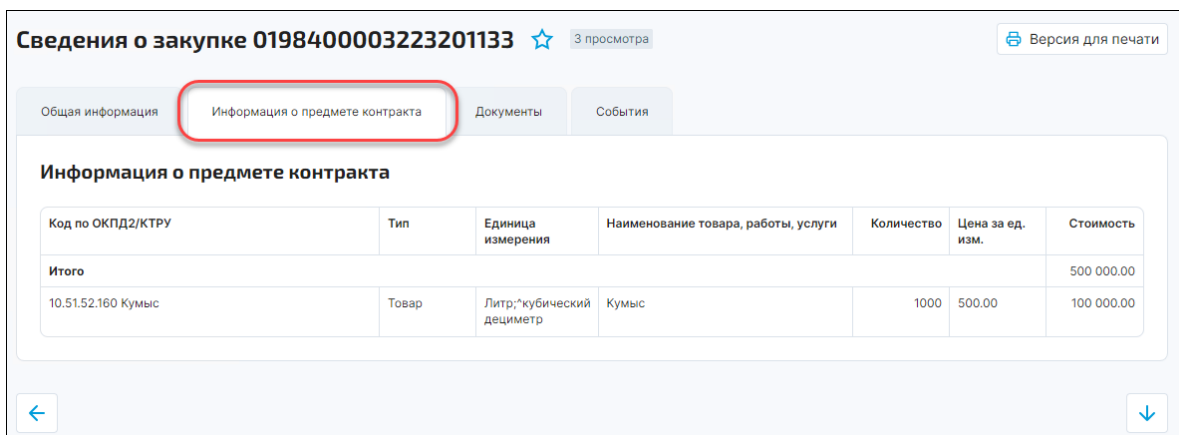 Сведения о закупке 0198400003223201133 3 просмотра Версия для печати
Общая информация Информация о предмете контракта Документы События
Информация о предмете контракта
Код по ОКПД2/КТРУ Тип Единица измерения Наименование товара, работы, услуги Количество Цена за ед. изм. Стоимость
Итого 500 000.00
10.51.52.160 Кумыс Товар Литр;^кубический дециметр Кумыс 1000 500.00 100 000.00